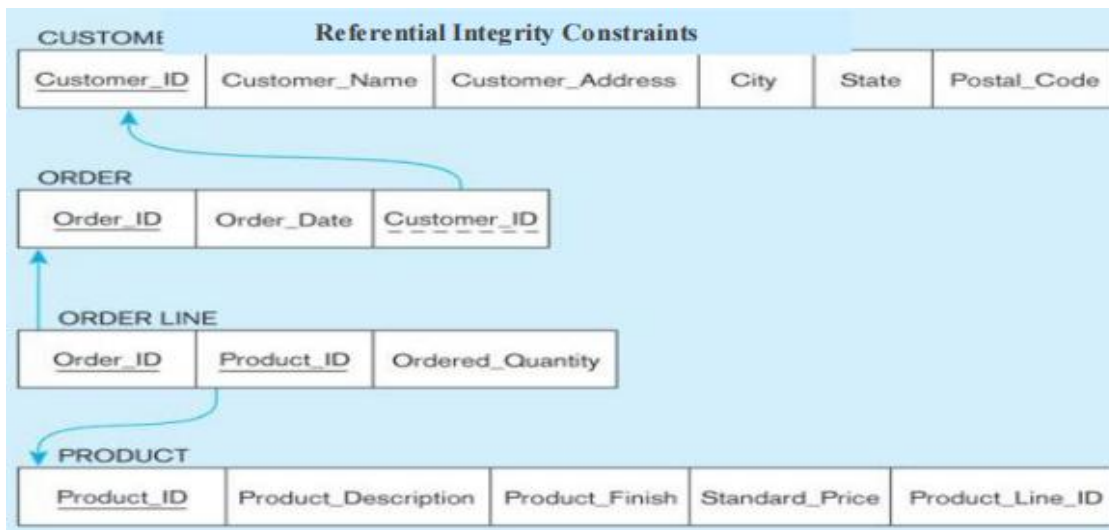 Referential Integrity Constraints
CUSTOME
Customer_ID Customer_Name Customer_Address City State Postal_Code
ORDER
Order_ID Order_Date Customer_ID
ORDER LINE
Order_ID Product_ID Ordered_Quantity
PRODUCT
Product_ID Product_Description Product_Finish Standard_Price Product_Line_ID